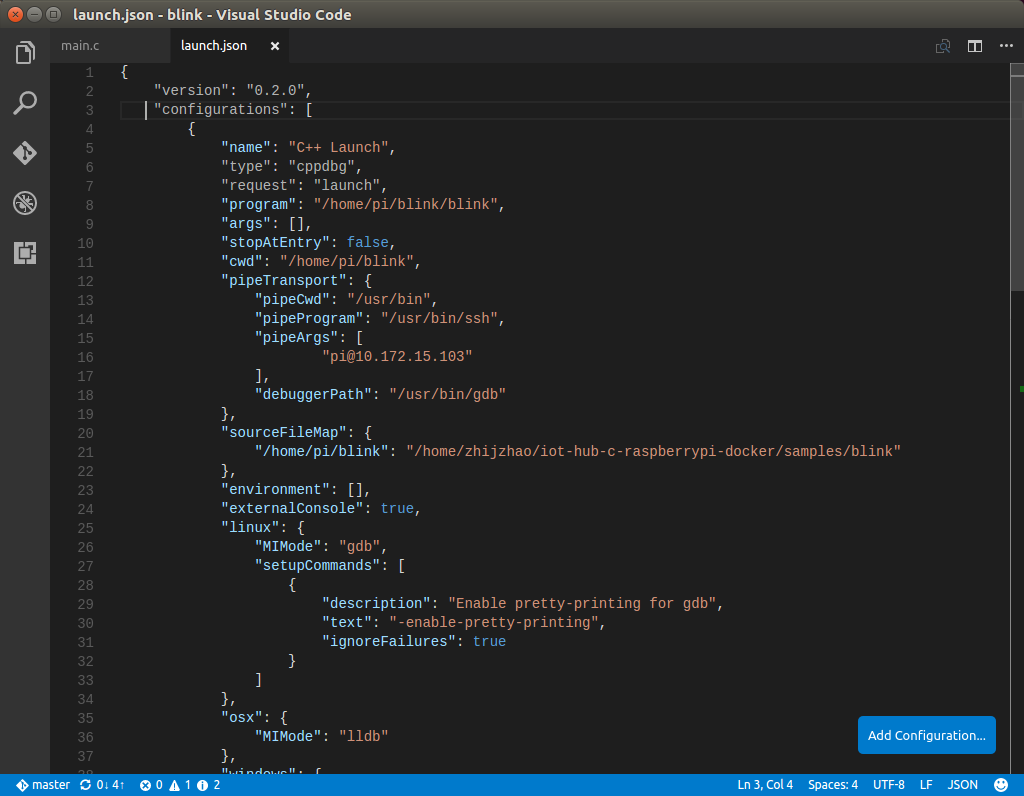 launch.json - blink - Visual Studio Code
main.c
launch.json
1 {
2     "version": "0.2.0",
3     "configurations": [
4         {
5             "name": "C++ Launch",
6             "type": "cppdbg",
7             "request": "launch",
8             "program": "/home/pi/blink/blink",
9             "args": [],
10             "stopAtEntry": false,
11             "cwd": "/home/pi/blink",
12             "pipeTransport": {
13                 "pipeCwd": "/usr/bin",
14                 "pipeProgram": "/usr/bin/ssh",
15                 "pipeArgs": [
16                         "pi@10.172.15.103"
17                 ],
18                 "debuggerPath": "/usr/bin/gdb"
19             },
20             "sourceFileMap": {
21                 "/home/pi/blink": "/home/zhijzhao/iot-hub-c-raspberrypi-docker/samples/blink"
22             },
23             "environment": [],
24             "externalConsole": true,
25             "linux": {
26                 "MIMode": "gdb",
27                 "setupCommands": [
28                     {
29                         "description": "Enable pretty-printing for gdb",
30                         "text": "-enable-pretty-printing",
31                         "ignoreFailures": true
32                     }
33                 ]
34             },
35             "osx": {
36                 "MIMode": "lldb"
37             },
38             "windows": {
Add Configuration...
master 0↓ 4↑ 0 1 2 Ln 3, Col 4 Spaces: 4 UTF-8 LF JSON